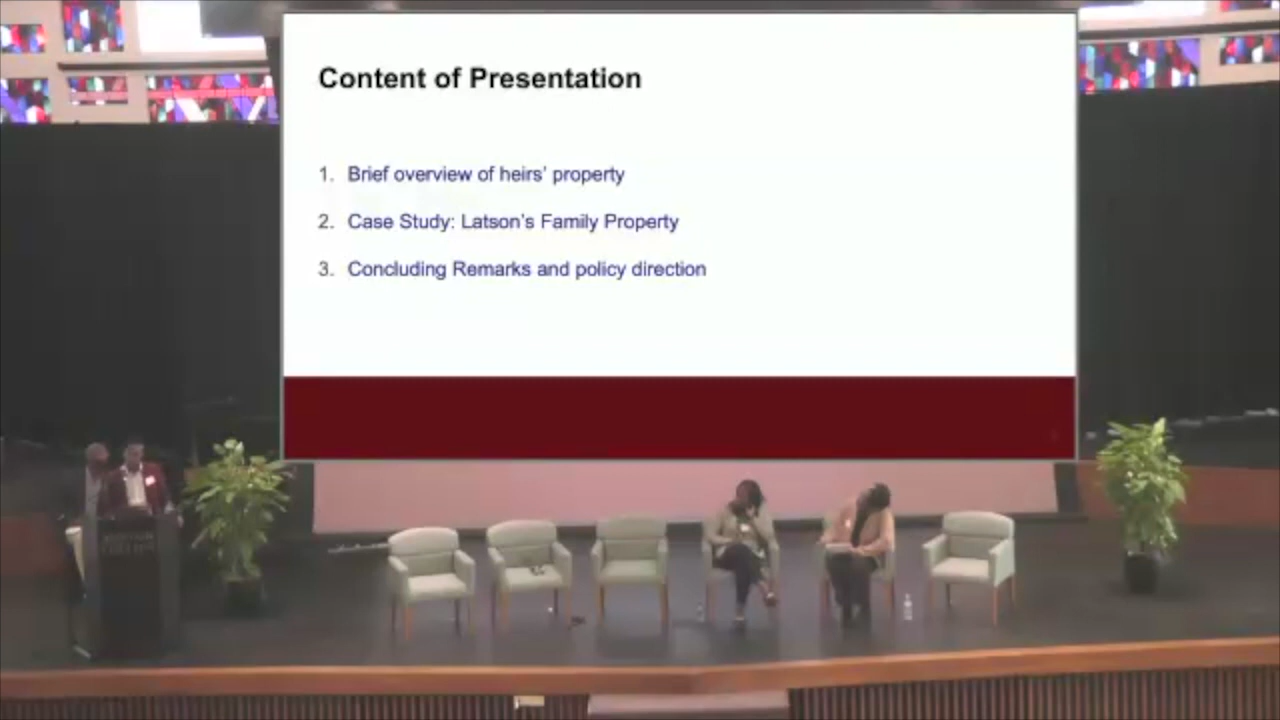 Content of Presentation
1. Brief overview of heirs' property
2. Case Study: Latson's Family Property
3. Concluding Remarks and policy direction